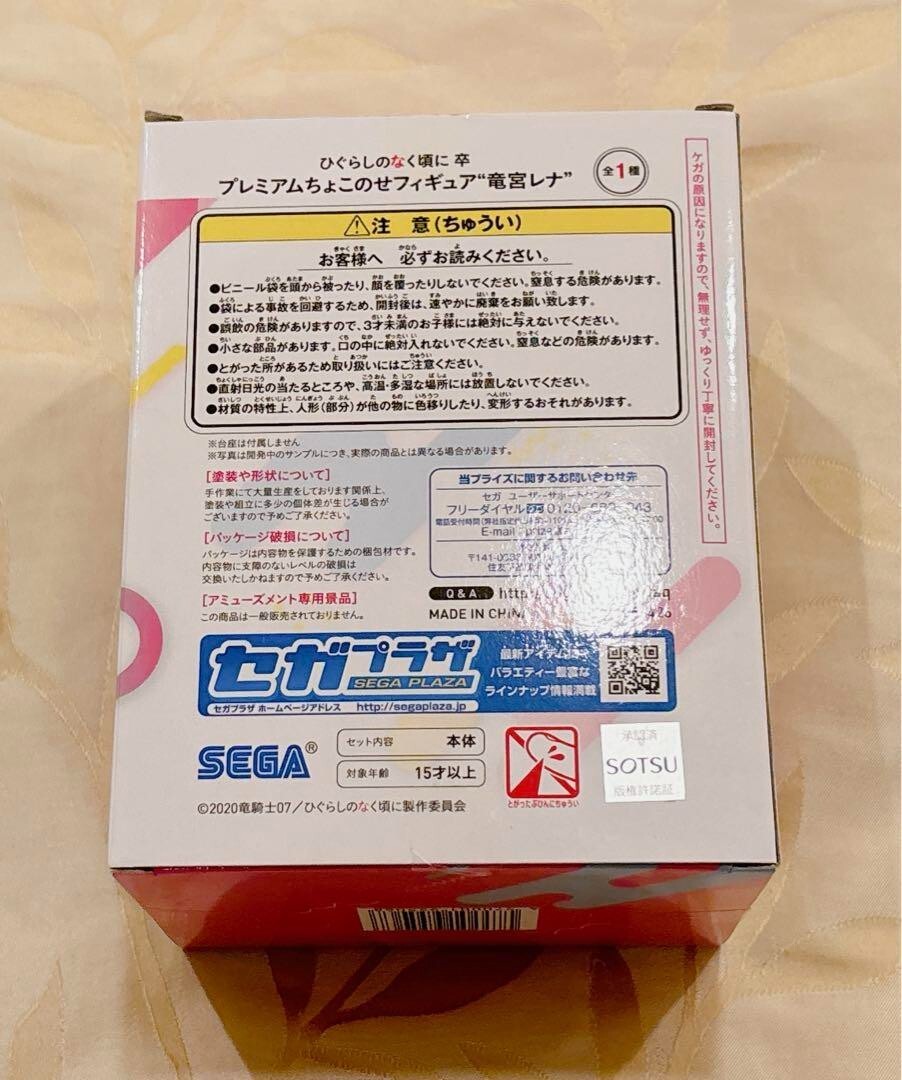 ひぐらしのなく頃に 卒
プレミアムちょこのせフィギュア“竜宮レナ”
全1種
ケガの原因になりますので、無理せず、ゆっくり丁寧に開封してください。
⚠注 意(ちゅうい)
お客様へ 必ずお読みください。
●ビニール袋を頭から被ったり、顔を覆ったりしないでください。窒息する危険があります。
●袋による事故を回避するため、開封後は、速やかに廃棄をお願い致します。
●誤飲の危険がありますので、3才未満のお子様には絶対に与えないでください。
●小さな部品があります。口の中に絶対入れないでください。窒息などの危険があります。
●とがった所があるため取り扱いにはご注意ください。
●直射日光の当たるところや、高温・多湿な場所には放置しないでください。
●材質の特性上、人形(部分)が他の物に色移りしたり、変形するおそれがあります。
※台座は付属しません
※写真は開発中のサンプルにつき、実際の商品とは異なる場合があります。
[塗装や形状について]
手作業にて大量生産をしております関係上、
塗装や組立に多少の個体差が生じる場合が
ございますので予めご了承ください。
[パッケージ破損について]
パッケージは内容物を保護するための梱包材です。
内容物に支障のないレベルの破損は
交換いたしかねますので予めご了承ください。
[アミューズメント専用景品]
この商品は一般販売されておりません。
当プライズに関するお問い合わせ先
セガ ユーザーサポートセンタ
フリーダイヤル 0120-
電話受付時間
E-mail
〒141-
Q&A
MADE IN CHINA
セガプラザ
SEGA PLAZA
セガプラザ ホームページアドレス http://segaplaza.jp
最新アイテム
バラエティー豊富な
ラインナップ情報満載
SEGA®
セット内容 本体
対象年齢 15才以上
とがったぶひんにちゅうい
承認済
SOTSU
版権許諾証
©2020竜騎士07/ひぐらしのなく頃に製作委員会